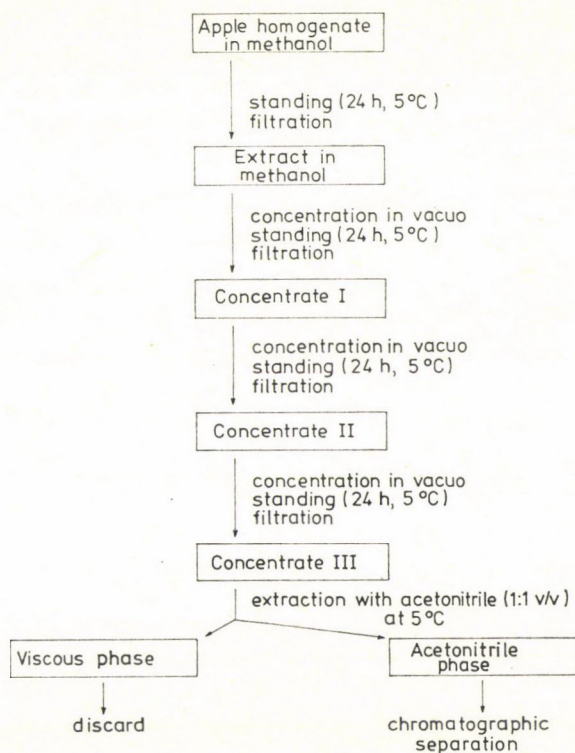 Apple homogenate
in methanol
standing (24 h, 5°C)
filtration
Extract in
methanol
concentration in vacuo
standing (24 h, 5°C)
filtration
Concentrate I
concentration in vacuo
standing (24 h, 5°C)
filtration
Concentrate II
concentration in vacuo
standing (24 h, 5°C)
filtration
Concentrate III
extraction with acetonitrile (1:1 v/v)
at 5°C
Viscous phase
Acetonitrile
phase
discard
chromatographic
separation